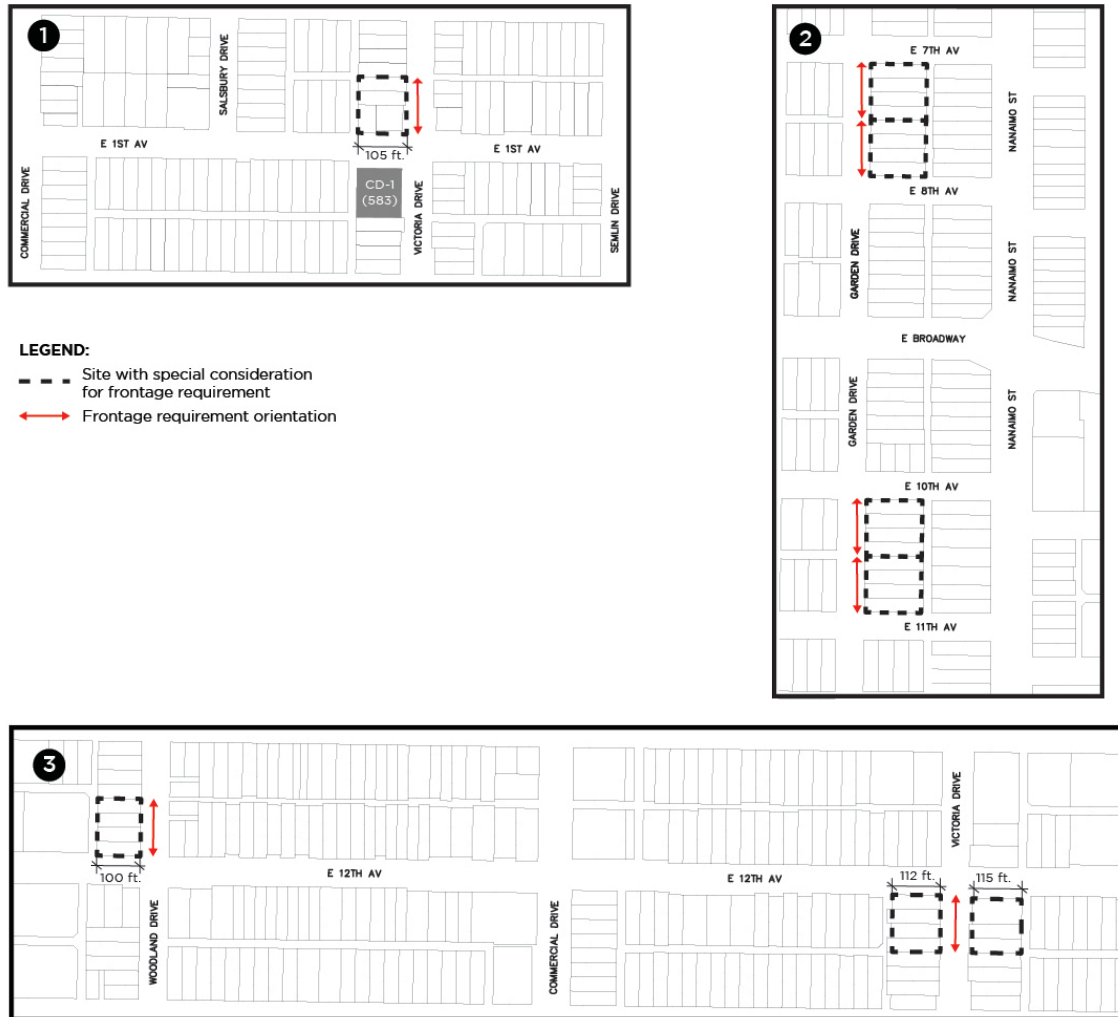 1
SALSBURY DRIVE
E 1ST AV
E 1ST AV
105 ft.
CD-1
(583)
COMMERCIAL DRIVE
VICTORIA DRIVE
SEMLIN DRIVE
LEGEND:
Site with special consideration
for frontage requirement
Frontage requirement orientation
2
E 7TH AV
NANAIMO ST
E 8TH AV
GARDEN DRIVE
NANAIMO ST
E BROADWAY
GARDEN DRIVE
NANAIMO ST
E 10TH AV
E 11TH AV
3
VICTORIA DRIVE
100 ft.
E 12TH AV
E 12TH AV
112 ft.
115 ft.
WOODLAND DRIVE
COMMERCIAL DRIVE